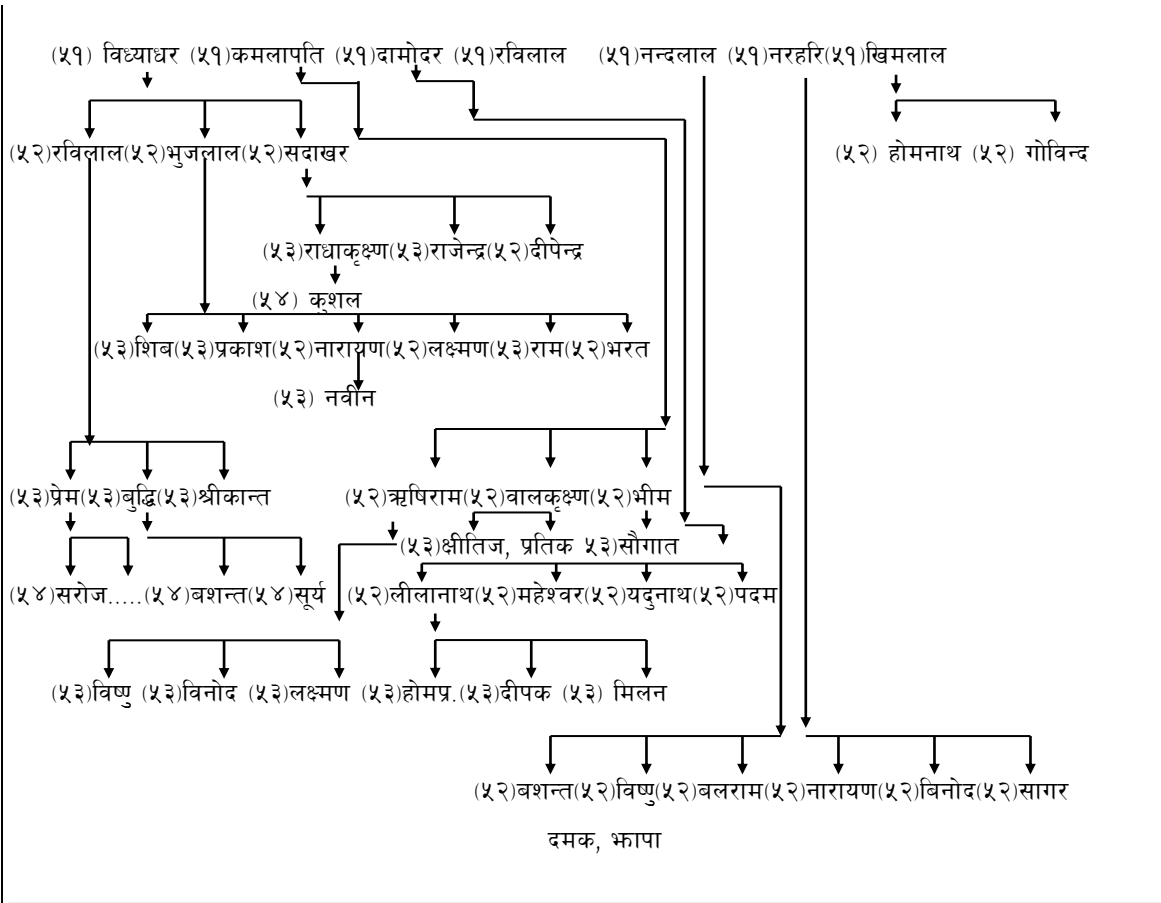 (५१) विध्याधर (५१)कमलापति (५१)दामोदर (५१)रविलाल (५१)नन्दलाल (५१)नरहरि(५१)खिमलाल
(५२)रविलाल(५२)भुजलाल(५२)सदाखर (५२) होमनाथ (५२) गोविन्द
(५३)राधाकृष्ण(५३)राजेन्द्र(५२)दीपेन्द्र
(५४) कुशल
(५३)शिब(५३)प्रकाश(५२)नारायण(५२)लक्ष्मण(५३)राम(५२)भरत
(५३) नवीन
(५३)प्रेम(५३)बुद्धि(५३)श्रीकान्त (५२)ऋषिराम(५२)वालकृष्ण(५२)भीम
(५३)क्षीतिज, प्रतिक ५३)सौगात
(५४)सरोज.....(५४)बशन्त(५४)सूर्य (५२)लीलानाथ(५२)महेश्वर(५२)यदुनाथ(५२)पदम
(५३)विष्णु (५३)विनोद (५३)लक्ष्मण (५३)होमप्र.(५३)दीपक (५३) मिलन
(५२)बशन्त(५२)विष्णु(५२)बलराम(५२)नारायण(५२)बिनोद(५२)सागर
दमक, झापा